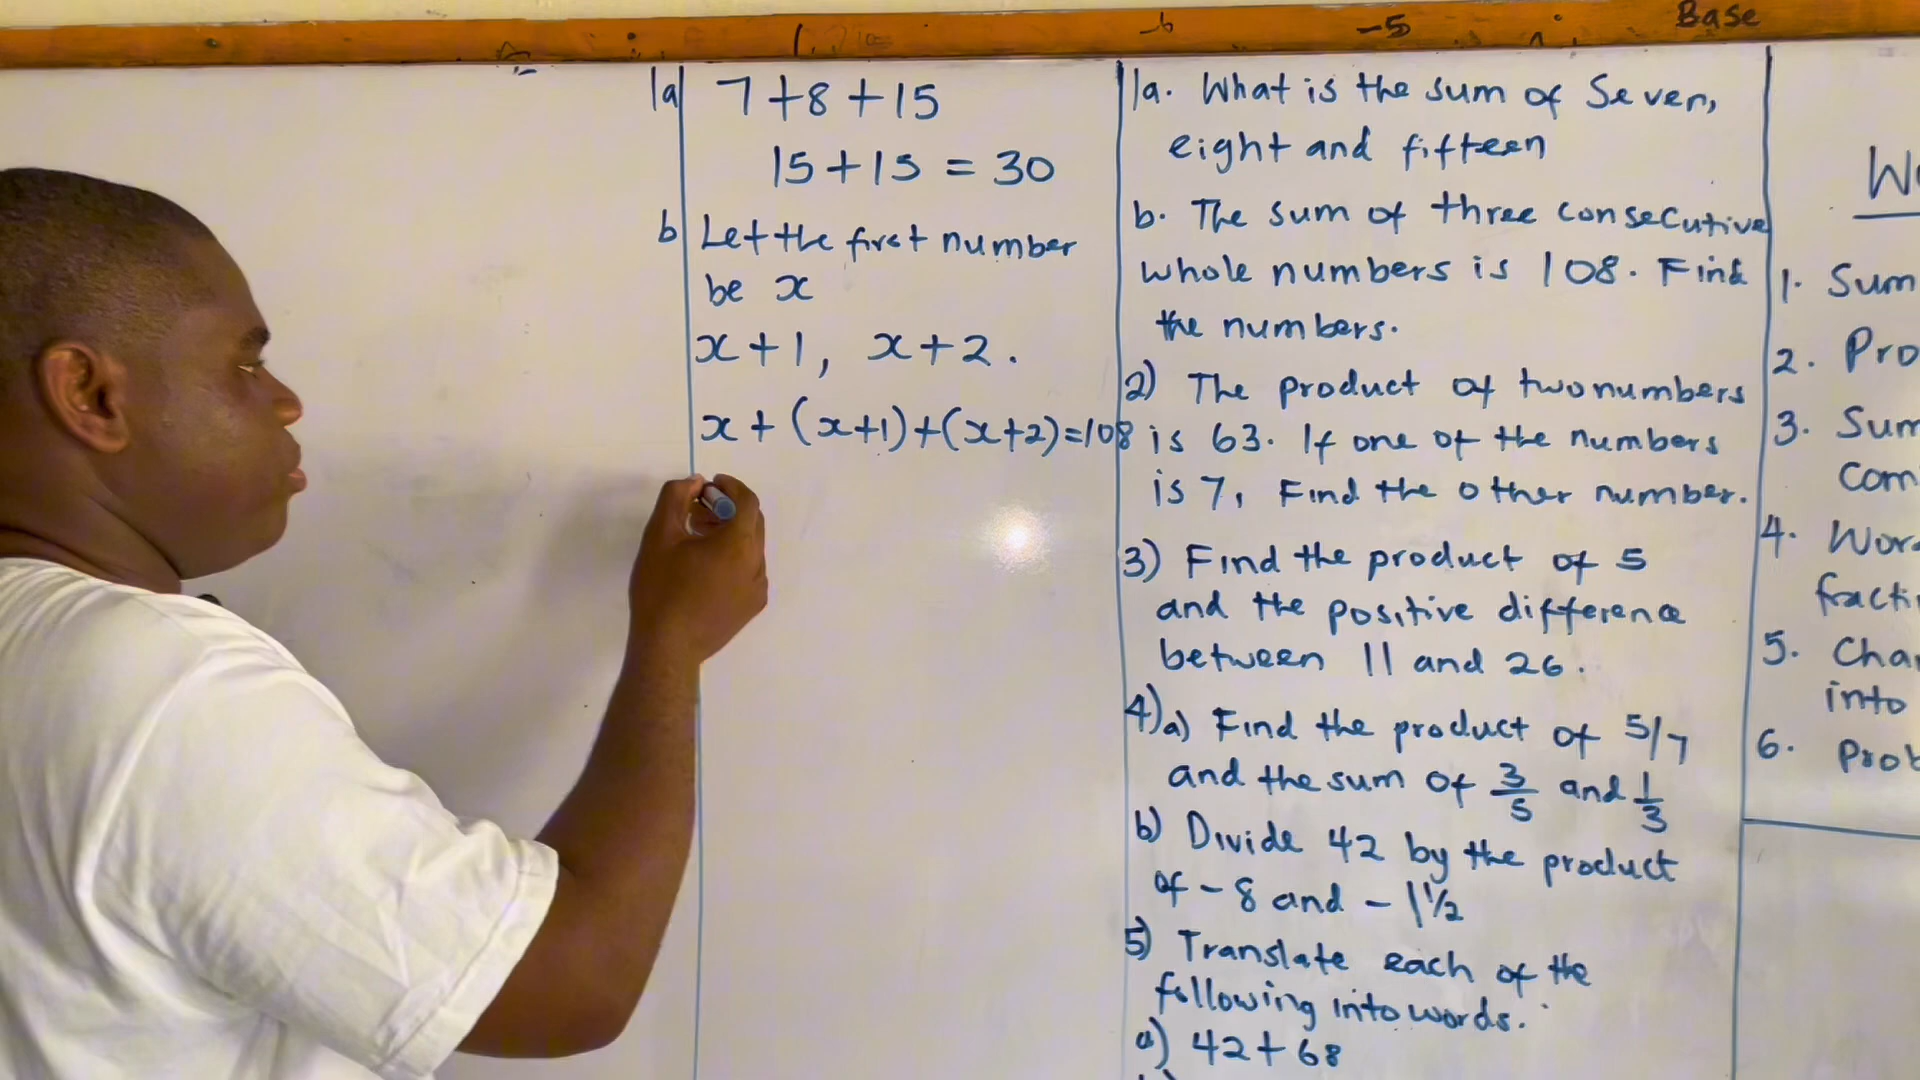 -6 -5 Base
1a 7+8+15
15+15 = 30
b Let the first number
be x
x+1, x+2.
x + (x+1)+(x+2)=108
1a. What is the sum of Seven,
eight and fifteen
b. The sum of three consecutive
whole numbers is 108. Find
the numbers.
2) The product of two numbers
is 63. If one of the numbers
is 7, Find the other number.
3) Find the product of 5
and the positive difference
between 11 and 26.
4)a) Find the product of 5/7
and the sum of 3/5 and 1/3
b) Divide 42 by the product
of -8 and -1 1/2
5) Translate each of the
following into words.
a) 42+68
1. Sum
2. Pro
3. Sum
Com
4. Wor
fracti
5. Cha
into
6. Prob